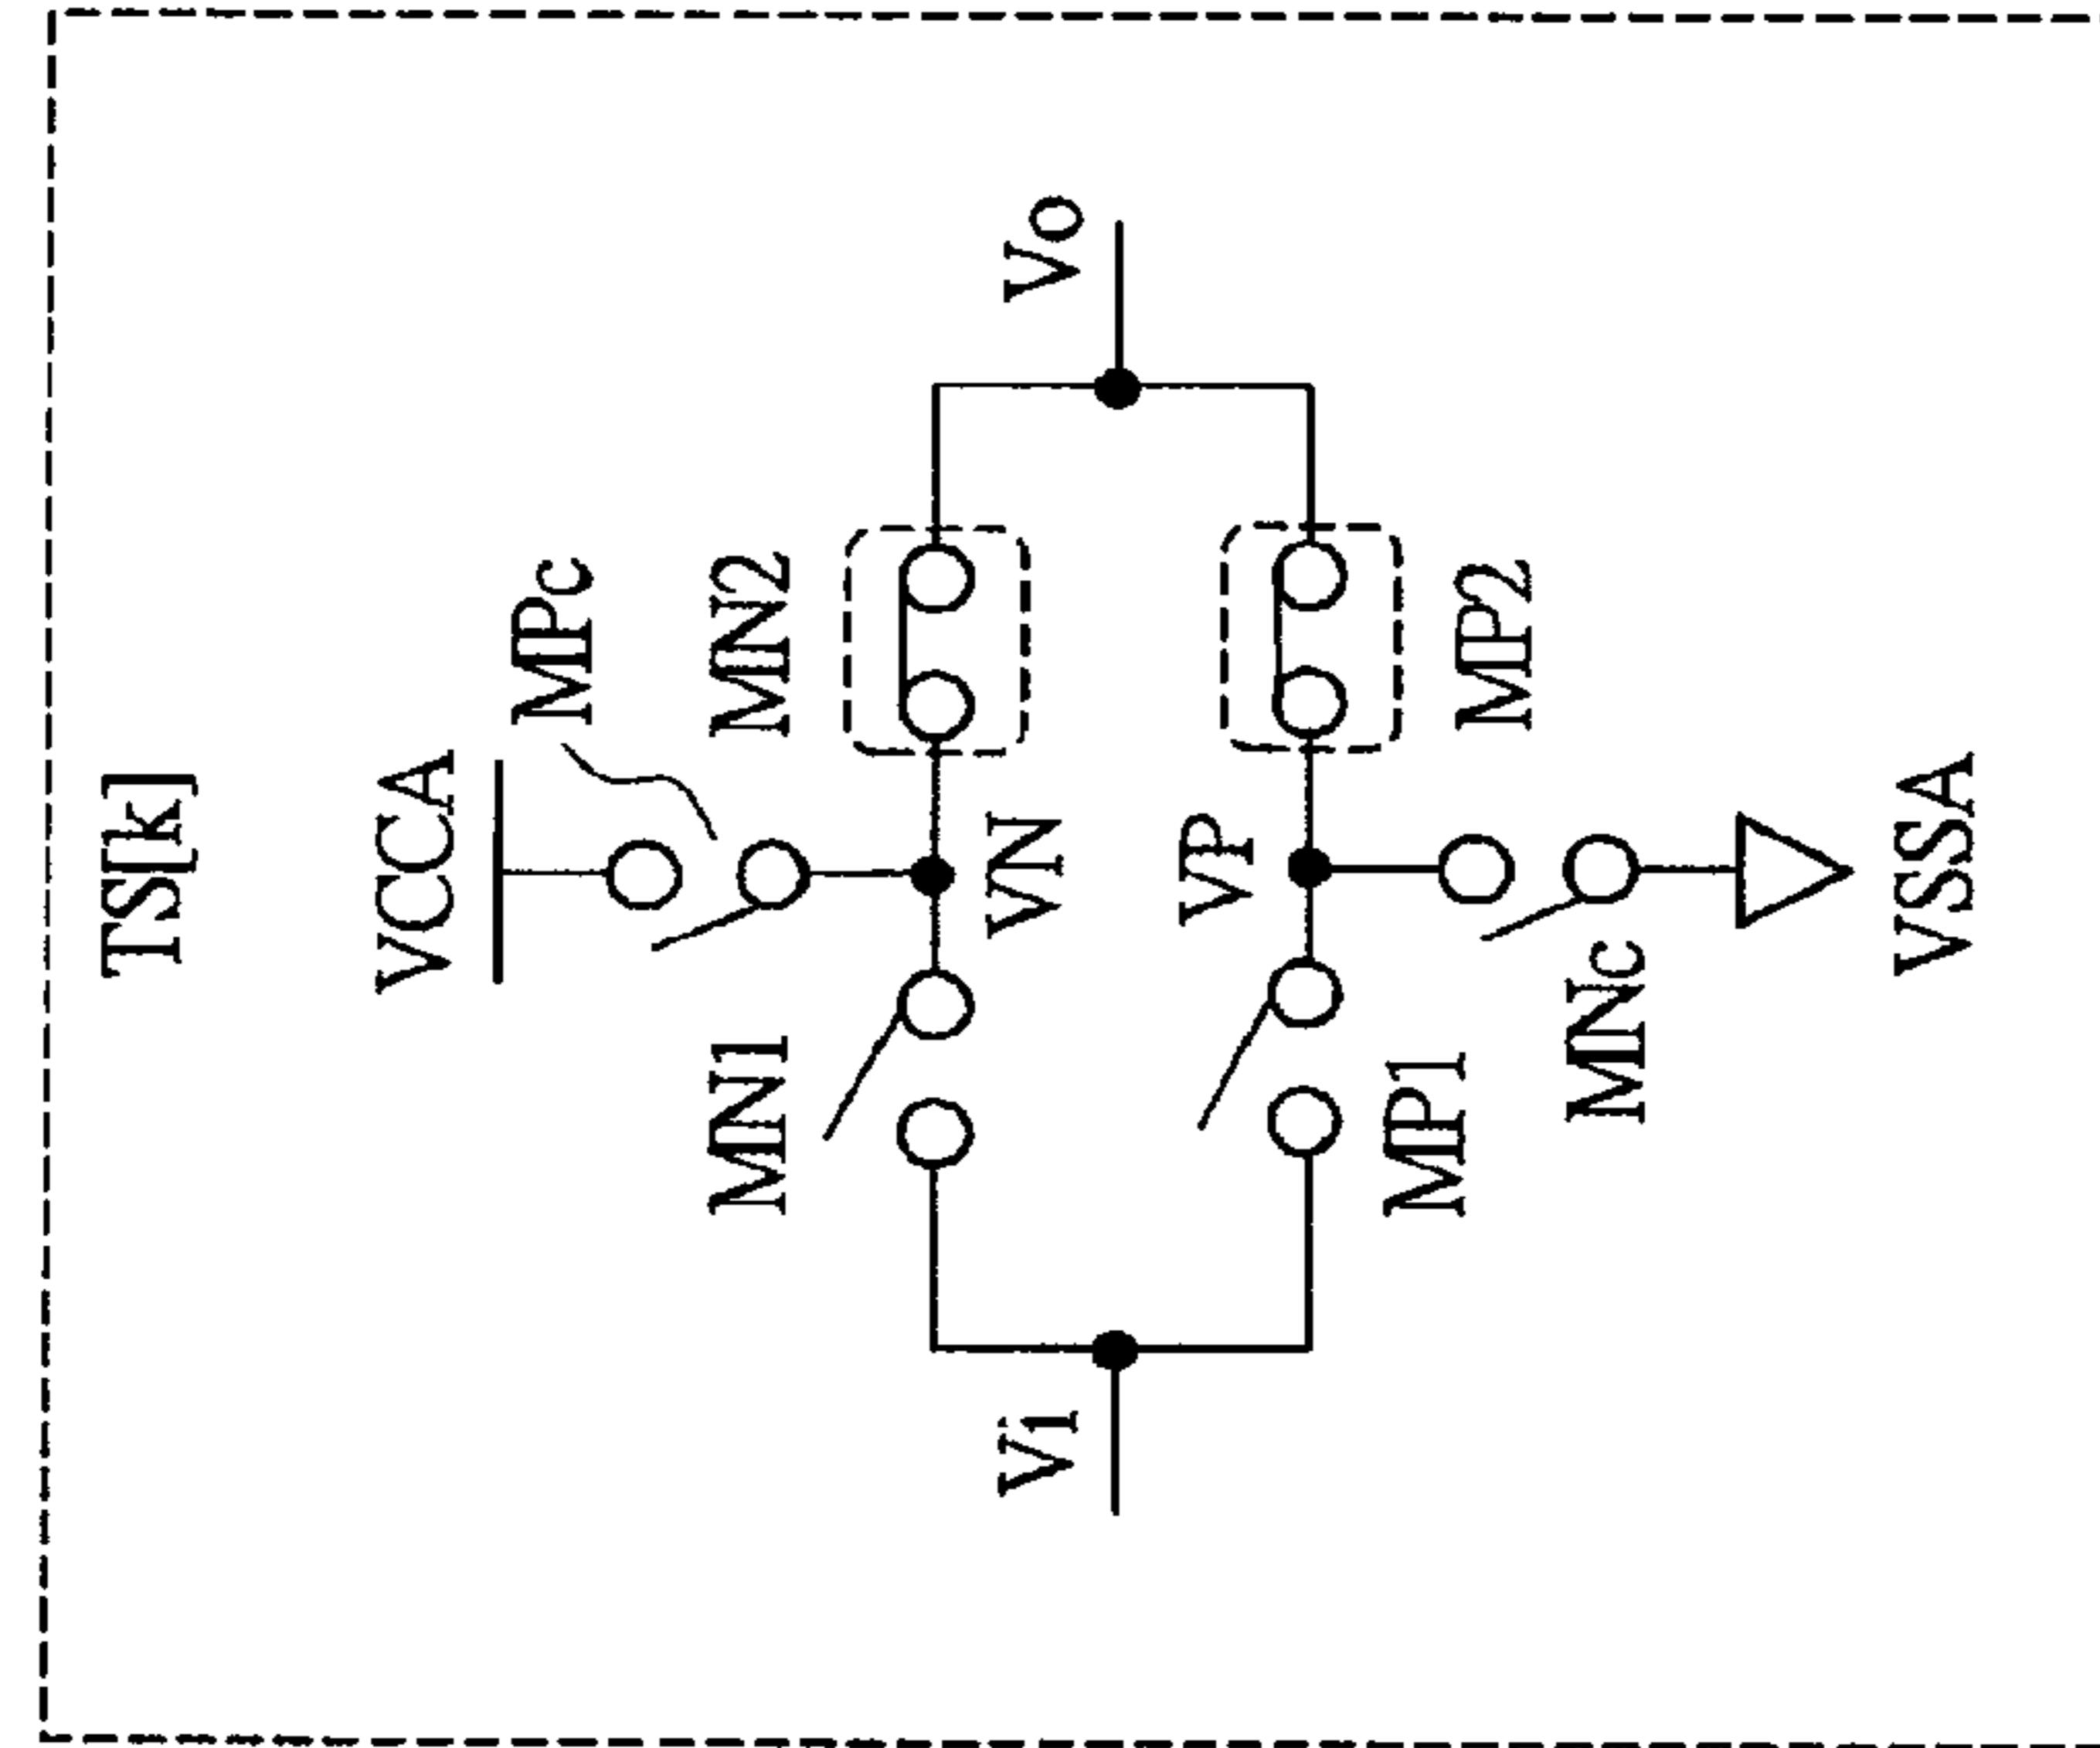 TS[k]
VCCA
MPc
MN1
MN2
VN
Vi
Vo
VP
MP1
MP2
MNc
VSSA